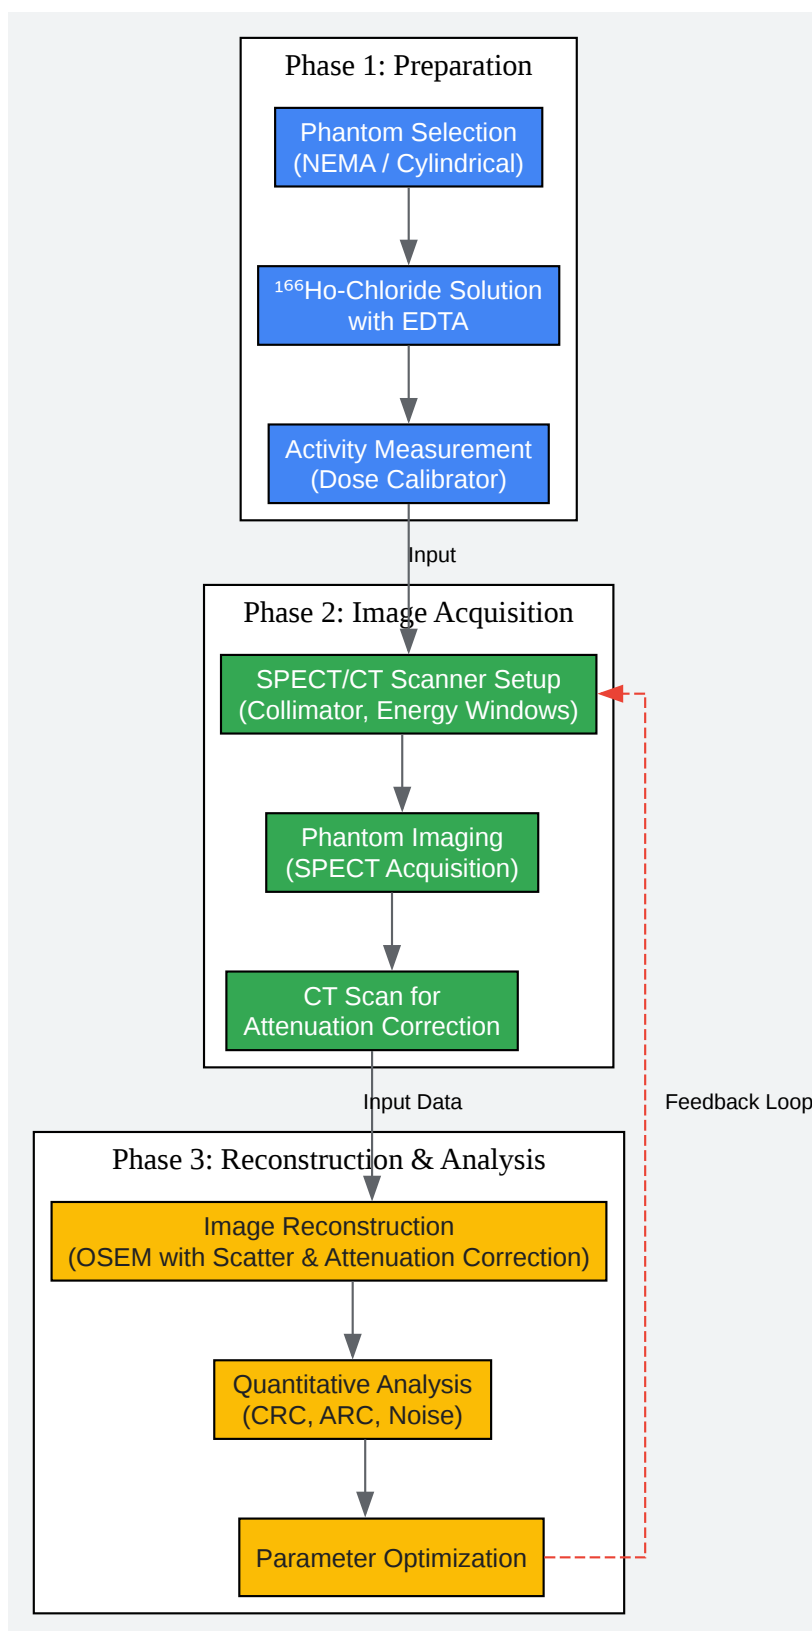 Phase 1: Preparation
Phantom Selection
(NEMA / Cylindrical)
¹⁶⁶Ho-Chloride Solution
with EDTA
Activity Measurement
(Dose Calibrator)
Input
Phase 2: Image Acquisition
SPECT/CT Scanner Setup
(Collimator, Energy Windows)
Phantom Imaging
(SPECT Acquisition)
CT Scan for
Attenuation Correction
Input Data
Feedback Loop
Phase 3: Reconstruction & Analysis
Image Reconstruction
(OSEM with Scatter & Attenuation Correction)
Quantitative Analysis
(CRC, ARC, Noise)
Parameter Optimization